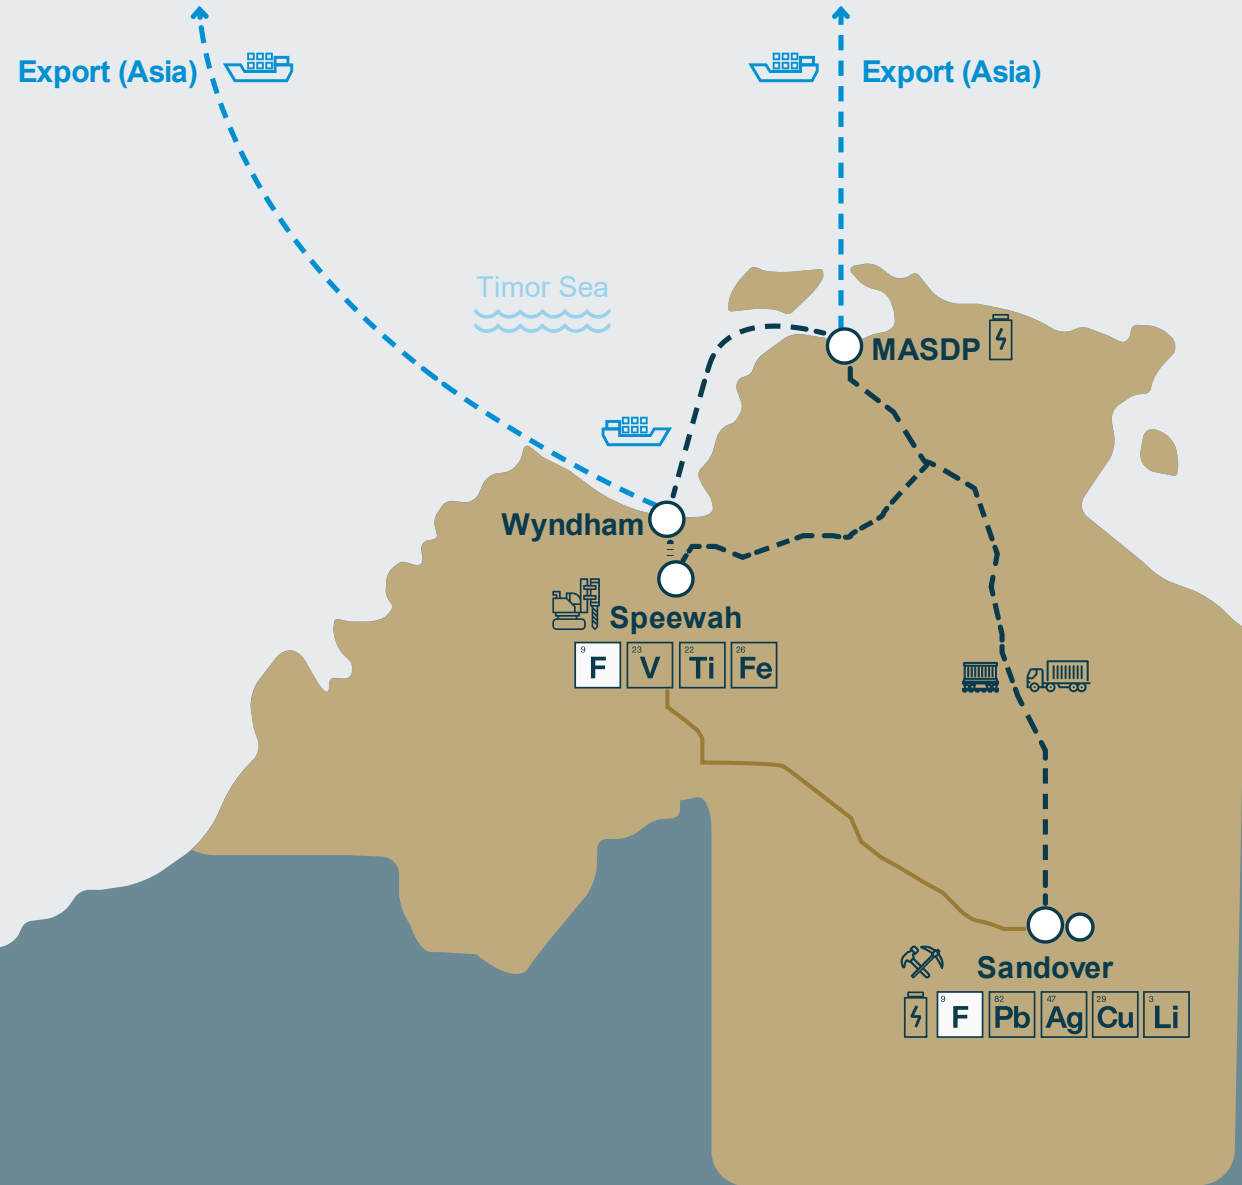 Export (Asia)
Export (Asia)
Timor Sea
MASDP
Wyndham
Speewah
9 F 23 V 22 Ti 26 Fe
Sandover
9 F 82 Pb 47 Ag 29 Cu 3 Li